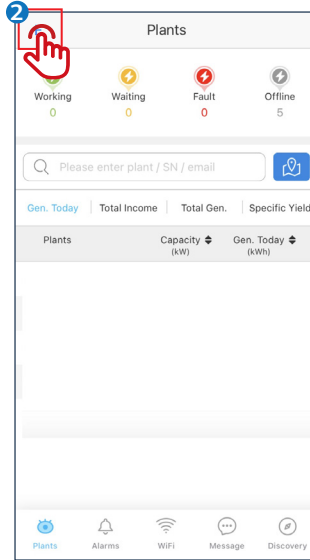 2
Plants
Working Waiting Fault Offline
0 0 0 5
Please enter plant / SN / email
Gen. Today Total Income Total Gen. Specific Yield
Plants Capacity Gen. Today
(kW) (kWh)
Plants Alarms WiFi Message Discovery